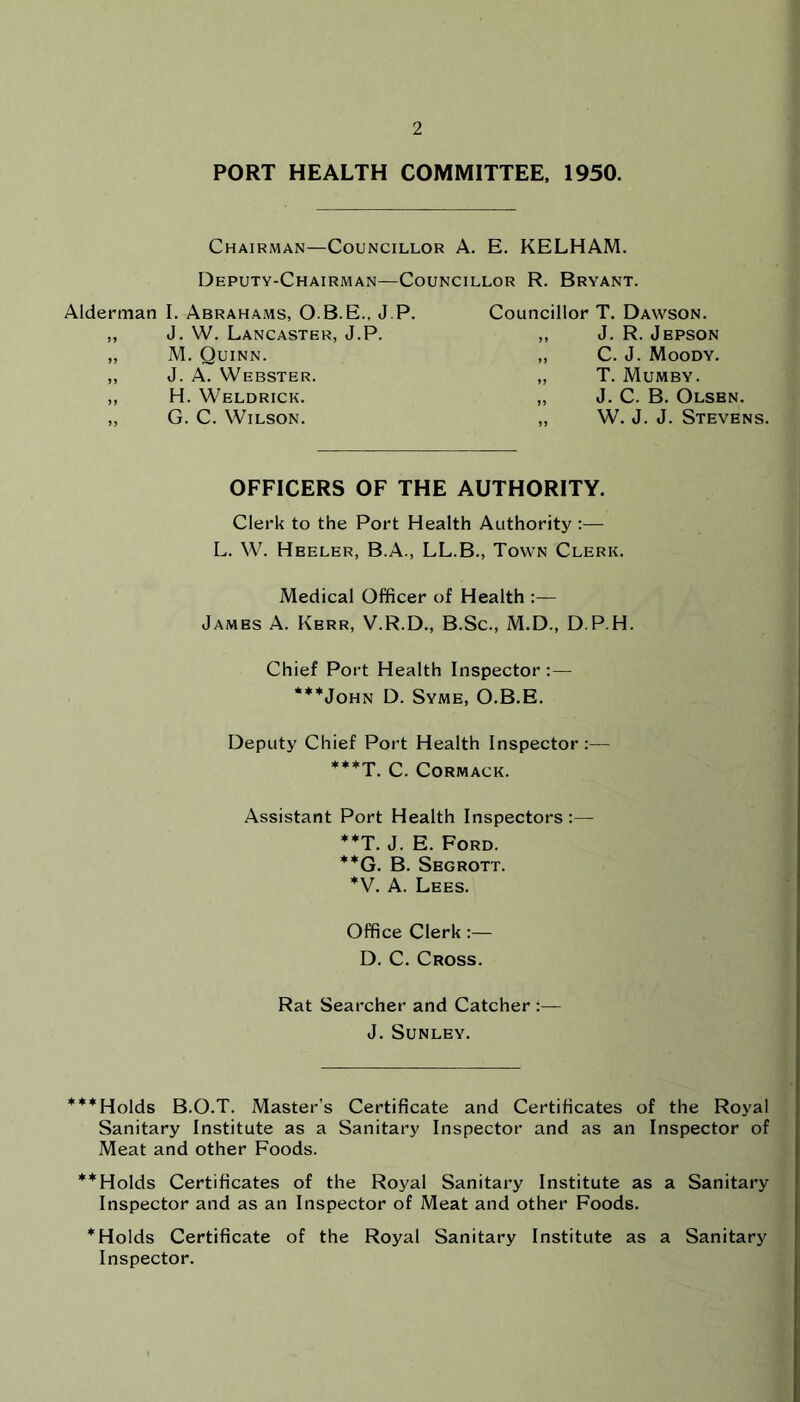 2
PORT HEALTH COMMITTEE, 1950.
CHAIRMAN—COUNCILLOR A. E. KELHAM.
DEPUTY-CHAIRMAN—COUNCILLOR R. BRYANT.
Alderman I. ABRAHAMS, O.B.E., J.P.
„ J. W. LANCASTER, J.P.
„ M. QUINN.
„ J. A. WEBSTER.
„ H. WELDRICK.
„ G. C. WILSON.
Councillor T. DAWSON.
„ J. R. JEPSON
„ C. J. MOODY.
„ T. MUMBY.
„ J. C. B. OLSEN.
„ W. J. J. STEVENS.
OFFICERS OF THE AUTHORITY.
Clerk to the Port Health Authority :—
L. W. HEELER, B.A., LL.B., TOWN CLERK.
Medical Officer of Health :—
JAMES A. KERR, V.R.D., B.Sc., M.D., D.P.H.
Chief Port Health Inspector :—
***JOHN D. SYME, O.B.E.
Deputy Chief Port Health Inspector :—
***T. C. CORMACK.
Assistant Port Health Inspectors :—
**T. J. E. FORD.
**G. B. SEGROTT.
*V. A. LEES.
Office Clerk :—
D. C. CROSS.
Rat Searcher and Catcher :—
J. SUNLEY.
***Holds B.O.T. Master's Certificate and Certificates of the Royal
Sanitary Institute as a Sanitary Inspector and as an Inspector of
Meat and other Foods.
**Holds Certificates of the Royal Sanitary Institute as a Sanitary
Inspector and as an Inspector of Meat and other Foods.
*Holds Certificate of the Royal Sanitary Institute as a Sanitary
Inspector.